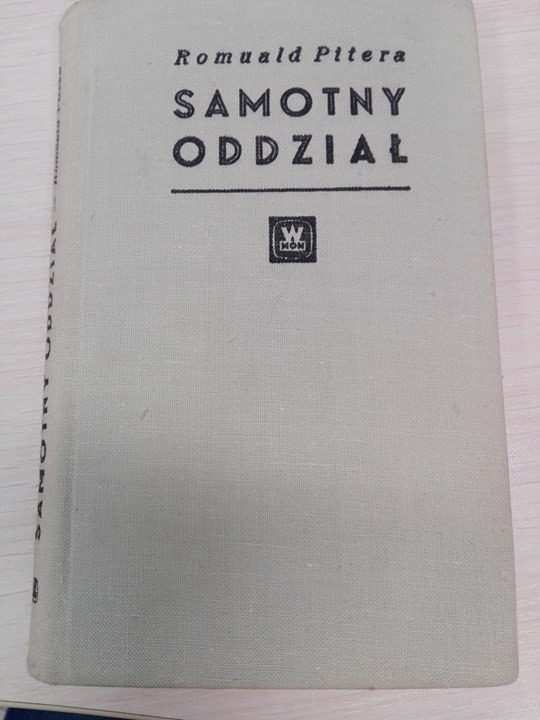 Romuald Pitera
SAMOTNY
ODDZIAŁ
W
MON
SAMOTNY ODDZIAŁ